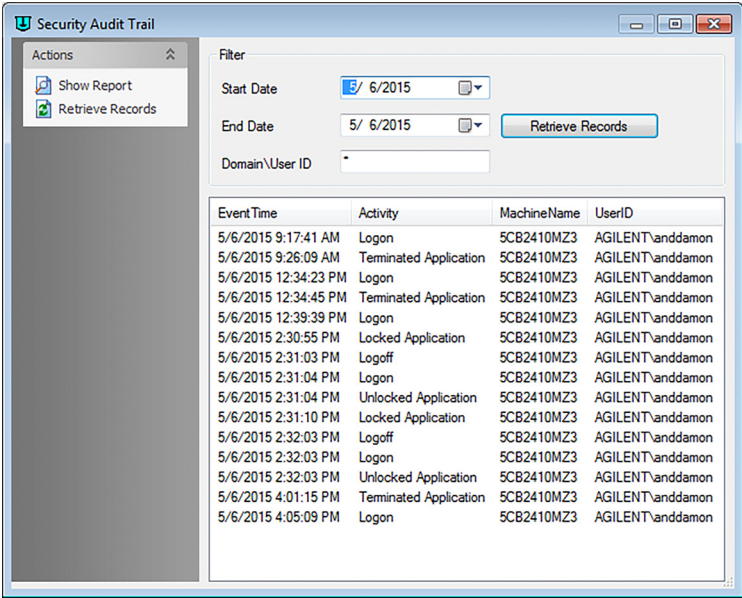 Security Audit Trail
Actions
Show Report
Retrieve Records
Filter
Start Date 5/ 6/2015
End Date 5/ 6/2015 Retrieve Records
Domain\User ID *
EventTime Activity MachineName UserID
5/6/2015 9:17:41 AM Logon 5CB2410MZ3 AGILENT\anddamon
5/6/2015 9:26:09 AM Terminated Application 5CB2410MZ3 AGILENT\anddamon
5/6/2015 12:34:23 PM Logon 5CB2410MZ3 AGILENT\anddamon
5/6/2015 12:34:45 PM Terminated Application 5CB2410MZ3 AGILENT\anddamon
5/6/2015 12:39:39 PM Logon 5CB2410MZ3 AGILENT\anddamon
5/6/2015 2:30:55 PM Locked Application 5CB2410MZ3 AGILENT\anddamon
5/6/2015 2:31:03 PM Logoff 5CB2410MZ3 AGILENT\anddamon
5/6/2015 2:31:04 PM Logon 5CB2410MZ3 AGILENT\anddamon
5/6/2015 2:31:04 PM Unlocked Application 5CB2410MZ3 AGILENT\anddamon
5/6/2015 2:31:10 PM Locked Application 5CB2410MZ3 AGILENT\anddamon
5/6/2015 2:32:03 PM Logoff 5CB2410MZ3 AGILENT\anddamon
5/6/2015 2:32:03 PM Logon 5CB2410MZ3 AGILENT\anddamon
5/6/2015 2:32:03 PM Unlocked Application 5CB2410MZ3 AGILENT\anddamon
5/6/2015 4:01:15 PM Terminated Application 5CB2410MZ3 AGILENT\anddamon
5/6/2015 4:05:09 PM Logon 5CB2410MZ3 AGILENT\anddamon